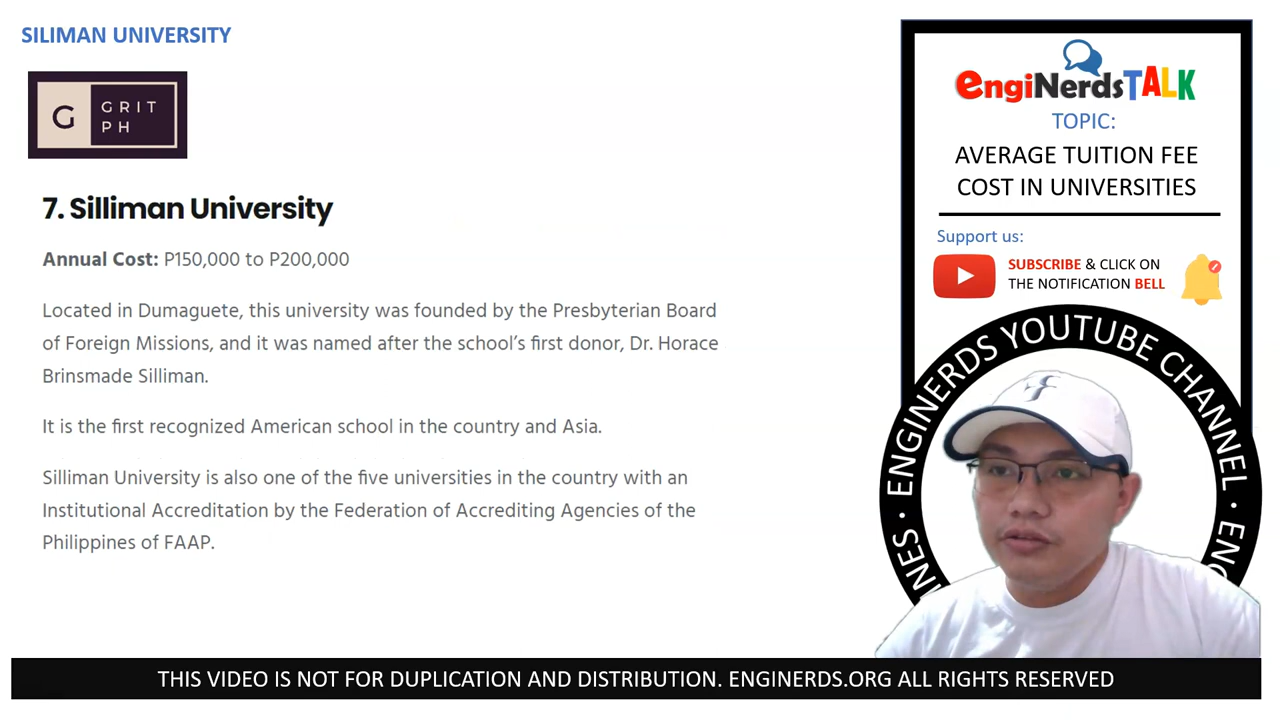 SILIMAN UNIVERSITY
G
GRIT
PH
7. Silliman University
Annual Cost: P150,000 to P200,000
Located in Dumaguete, this university was founded by the Presbyterian Board
of Foreign Missions, and it was named after the school's first donor, Dr. Horace
Brinsmade Silliman.
It is the first recognized American school in the country and Asia.
Silliman University is also one of the five universities in the country with an
Institutional Accreditation by the Federation of Accrediting Agencies of the
Philippines of FAAP.
engiNerdsTALK
TOPIC:
AVERAGE TUITION FEE
COST IN UNIVERSITIES
Support us:
SUBSCRIBE & CLICK ON
THE NOTIFICATION BELL
ENGINERDS YOUTUBE CHANNEL
THIS VIDEO IS NOT FOR DUPLICATION AND DISTRIBUTION. ENGINERDS.ORG ALL RIGHTS RESERVED